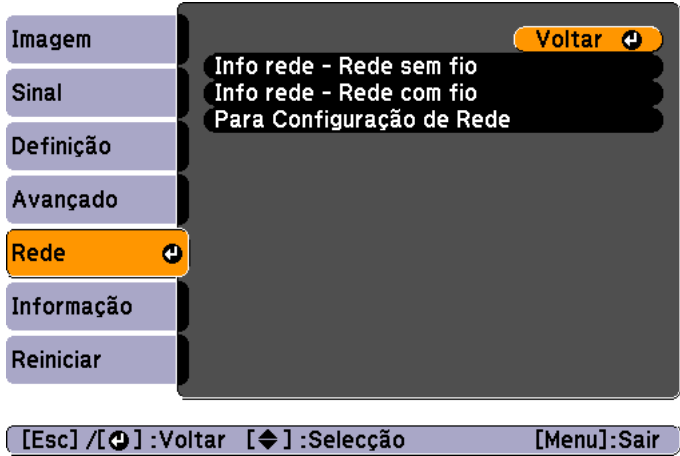 Imagem
Sinal
Definição
Avançado
Rede
Informação
Reiniciar
Voltar
Info rede - Rede sem fio
Info rede - Rede com fio
Para Configuração de Rede
[Esc] /[ ] :Voltar [ ] :Selecção [Menu]:Sair